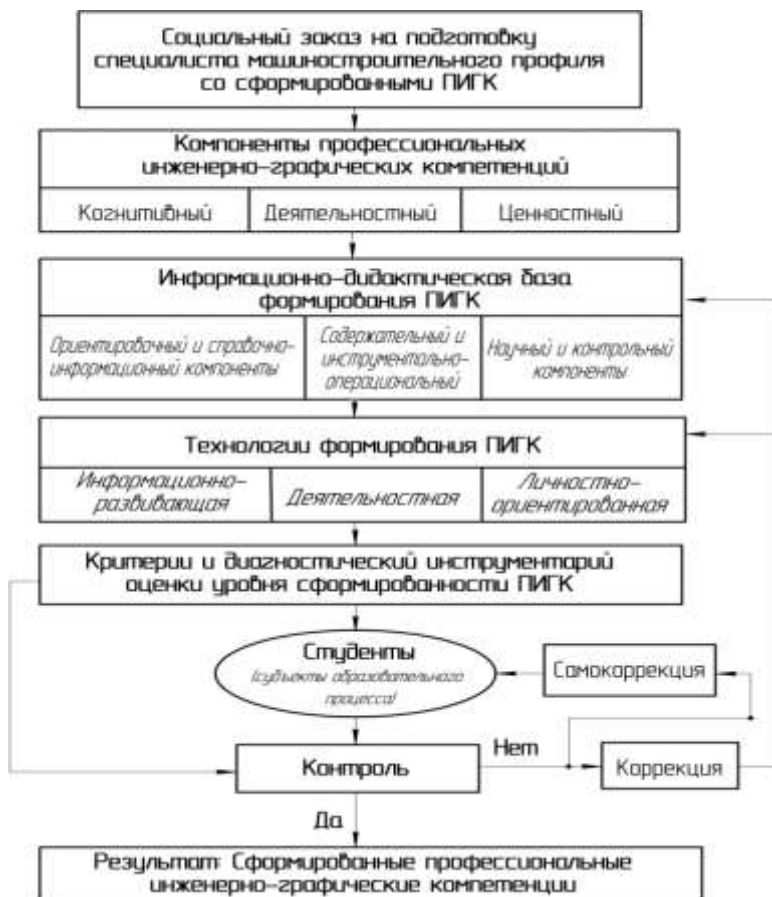 Социальный заказ на подготовку
специалиста машиностроительного профиля
со сформированными ПИГК
Компоненты профессиональных
инженерно-графических компетенций
Когнитивный
Деятельностный
Ценностный
Информационно-дидактическая база
формирования ПИГК
Ориентировочный и справочно-
информационный компоненты
Содержательный и
инструментально-
операциональный
Научный и контрольный
компоненты
Технологии формирования ПИГК
Информационно-
развивающая
Деятельностная
Личностно-
ориентированная
Критерии и диагностический инструментарий
оценки уровня сформированности ПИГК
Студенты
(субъекты образовательного
процесса)
Самокоррекция
Контроль
Нет
Коррекция
Да
Результат: Сформированные профессиональные
инженерно-графические компетенции